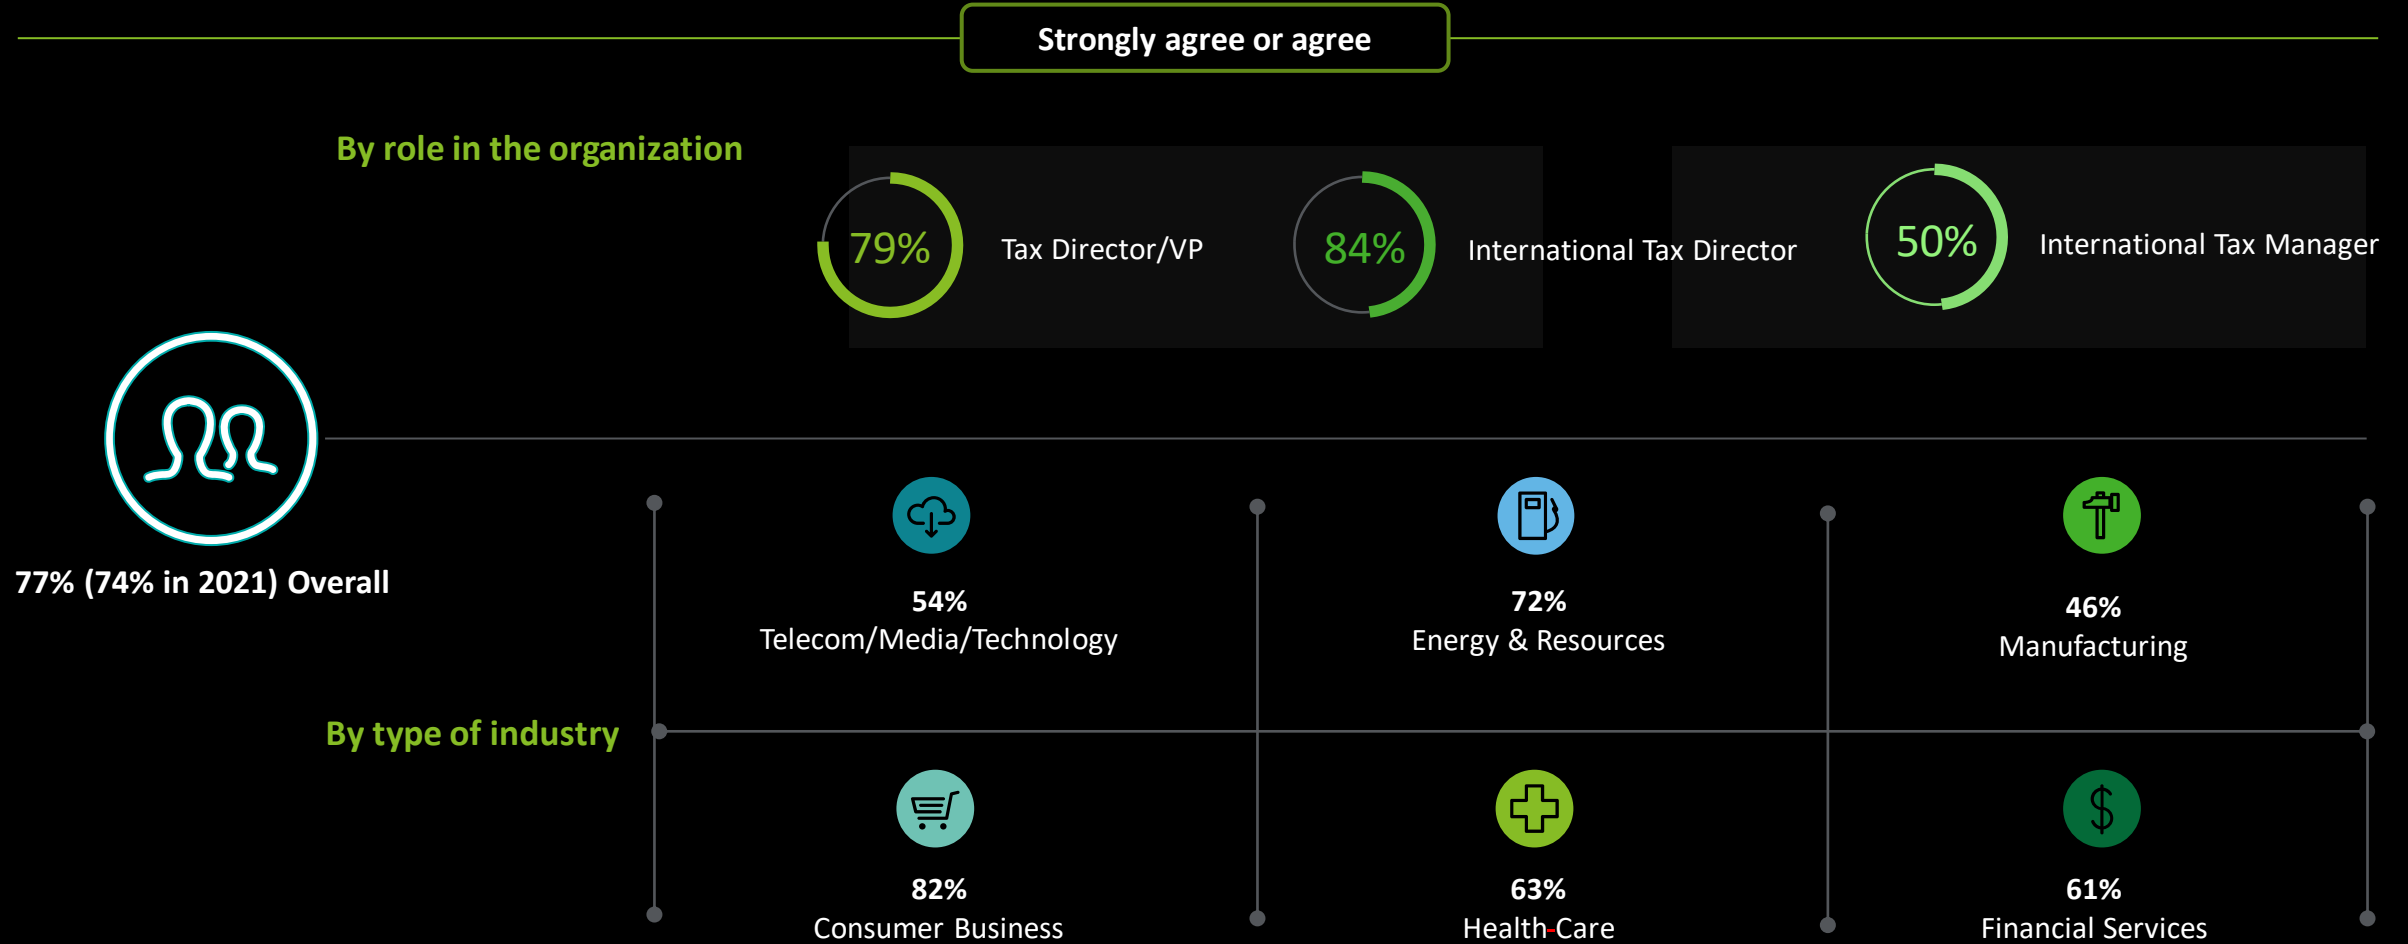 Strongly agree or agree
By role in the organization
79%
Tax Director/VP
84%
International Tax Director
50%
International Tax Manager
77% (74% in 2021) Overall
54%
Telecom/Media/Technology
72%
Energy & Resources
46%
Manufacturing
By type of industry
82%
Consumer Business
63%
Health-Care
61%
Financial Services